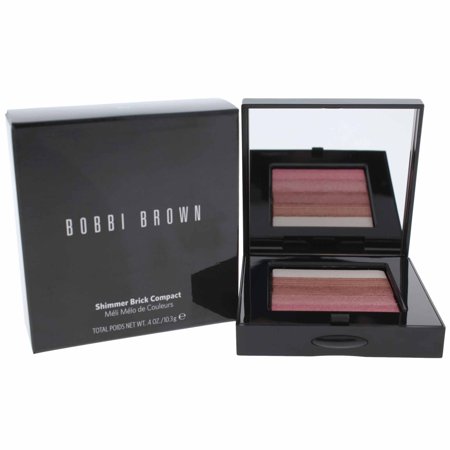 BOBBI BROWN
Shimmer Brick Compact
Méli Mélo de Couleurs
TOTAL POIDS NET WT. .4 OZ./10.3g ℮